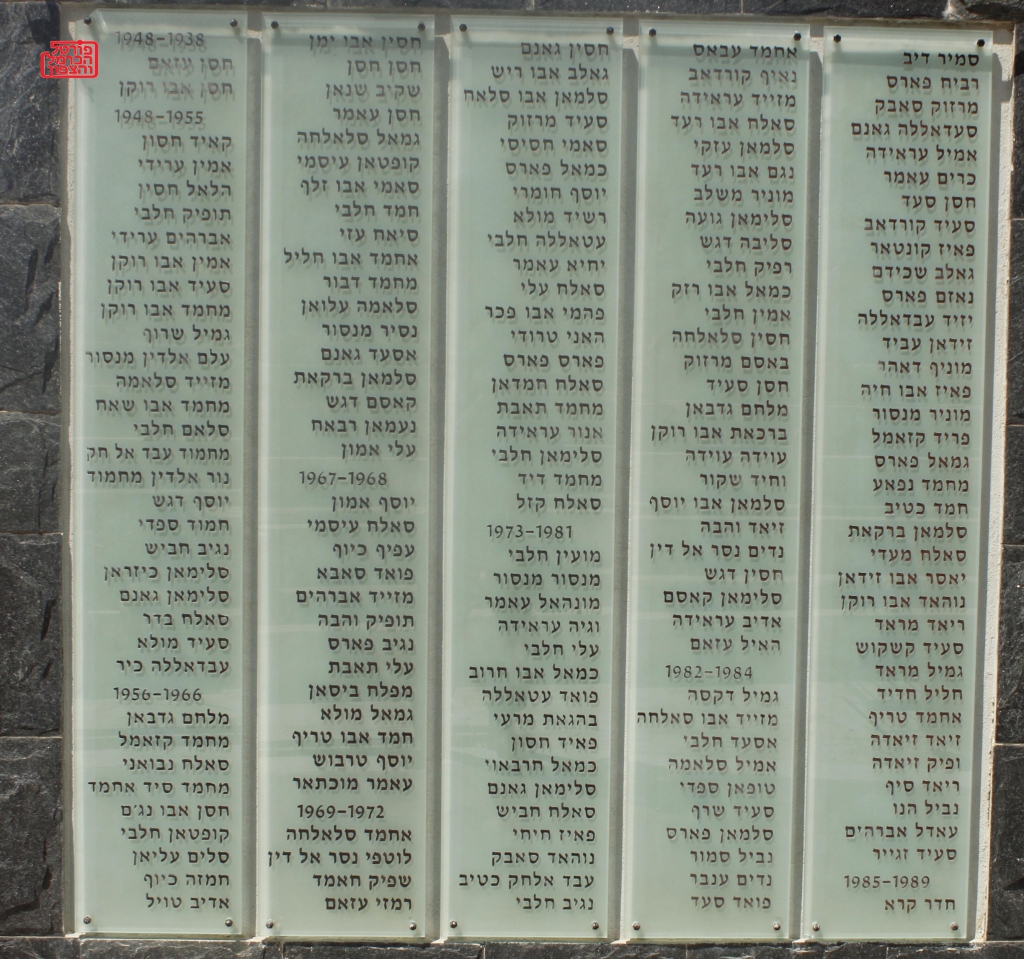 פורטל
הכרמל
והצפון
1948-1938
חסן עזאם
חסן אבו רוקן
1948-1955
קאיד חסון
אמין ערידי
הלאל חסין
תופיק חלבי
אברהים ערידי
אמין אבו רוקן
סעיד אבו רוקן
מחמד אבו רוקן
גמיל שרוף
עלם אלדין מנסור
מזייד סלאמה
מחמד אבו שאח
סלאם חלבי
מחמוד עבד אל חק
נור אלדין מחמוד
יוסף דגש
חמוד ספדי
נגיב חביש
סלימאן כיזראן
סלימאן גאנם
סאלח בדר
סעיד מולא
עבדאללה כיר
1956-1966
מלחם גדבאן
מחמד קזאמל
סאלח נבואני
מחמד סיד אחמד
חסן אבו נג'ם
קופטאן חלבי
סלים עליאן
חמזה כיוף
אדיב טויל
חסין אבו ימן
חסן חסן
שקיב שנאן
חסן עאמר
גמאל סלאלחה
קופטאן עיסמי
סאמי אבו זלף
חמד חלבי
סיאח עזי
אחמד אבו חליל
מחמד דבור
סלאמה עלואן
נסיר מנסור
אסעד גאנם
סלמאן ברקאת
קאסם דגש
נעמאן רבאח
עלי אמון
1967-1968
יוסף אמון
סאלח עיסמי
עפיף כיוף
פואד סאבא
מזייד אברהים
תופיק והבה
נגיב פארס
עלי תאבת
מפלח ביסאן
גמאל מולא
חמד אבו טריף
יוסף טרבוש
עאמר מוכתאר
1969-1972
אחמד סלאלחה
לוטפי נסר אל דין
שפיק חאמד
רמזי עזאם
חסין גאנם
גאלב אבו ריש
סלמאן אבו סלאח
סעיד מרזוק
סאמי חסיסי
כמאל פארס
יוסף חומרי
רשיד מולא
עטאללה חלבי
יחיא עאמר
סאלח עלי
פהמי אבו פכר
האני טרודי
פארס פארס
סאלח חמדאן
מחמד תאבת
אנור עראידה
סלימאן חלבי
מחמד דיד
סאלח קזל
1973-1981
מועין חלבי
מנסור מנסור
מונהאל עאמר
וגיה עראידה
עלי חלבי
כמאל אבו חרוב
פואד עטאללה
בהגאת מרעי
פאיד חסון
כמאל חרבאוי
סלימאן גאנם
סאלח חביש
פאיז חיחי
נוהאד סאבק
עבד אלחק כטיב
נגיב חלבי
אחמד עבאס
נאיף קורדאב
מזייד עראידה
סאלח אבו רעד
סלמאן עזקי
נגם אבו רעד
מוניר משלב
סלימאן גועה
סליבה דגש
רפיק חלבי
כמאל אבו רזק
אמין חלבי
חסין סלאלחה
באסם מרזוק
חסן סעיד
מלחם גדבאן
ברכאת אבו רוקן
עוידה עוידה
וחיד שקור
סלמאן אבו יוסף
זיאד והבה
נדים נסר אל דין
חסין דגש
סלימאן קאסם
אדיב עראידה
האיל עזאם
1982-1984
גמיל דקסה
מזייד אבו סאלחה
אסעד חלבי
אמיל סלאמה
טופאן ספדי
סעיד שרף
סלמאן פארס
נביל סמור
נדים ענבר
פואד סעד
סמיר דיב
רביח פארס
מרזוק סאבק
סעדאללה גאנם
אמיל עראידה
כרים עאמר
חסן סעד
סעיד קורדאב
פאיז קונטאר
גאלב שכידם
נאזם פארס
יזיד עבדאללה
זידאן עביד
מוניף דאהר
פאיז אבו חיה
מוניר מנסור
פריד קזאמל
גמאל פארס
מחמד נפאע
חמד כטיב
סלמאן ברקאת
סאלח מעדי
יאסר אבו זידאן
נוהאד אבו רוקן
ריאד מראד
סעיד קשקוש
גמיל מראד
חליל חדיד
אחמד טריף
זיאד זיאדה
ופיק זיאדה
ריאד סיף
נביל הנו
עאדל אברהים
סעיד זגייר
1985-1989
חדר קרא